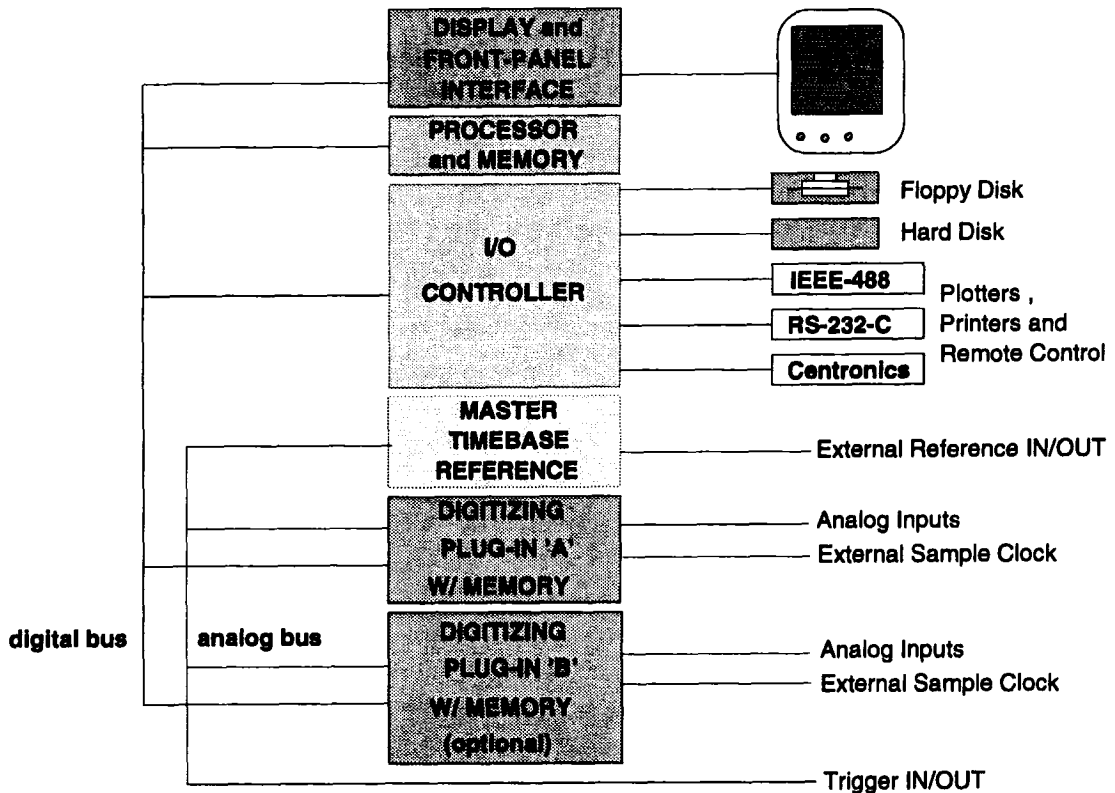 DISPLAY and
FRONT-PANEL
INTERFACE
PROCESSOR
and MEMORY
I/O
CONTROLLER
Floppy Disk
Hard Disk
IEEE-488
RS-232-C
Centronics
Plotters ,
Printers and
Remote Control
MASTER
TIMEBASE
REFERENCE
External Reference IN/OUT
DIGITIZING
PLUG-IN 'A'
W/ MEMORY
Analog Inputs
External Sample Clock
digital bus
analog bus
DIGITIZING
PLUG-IN 'B'
W/ MEMORY
(optional)
Analog Inputs
External Sample Clock
Trigger IN/OUT